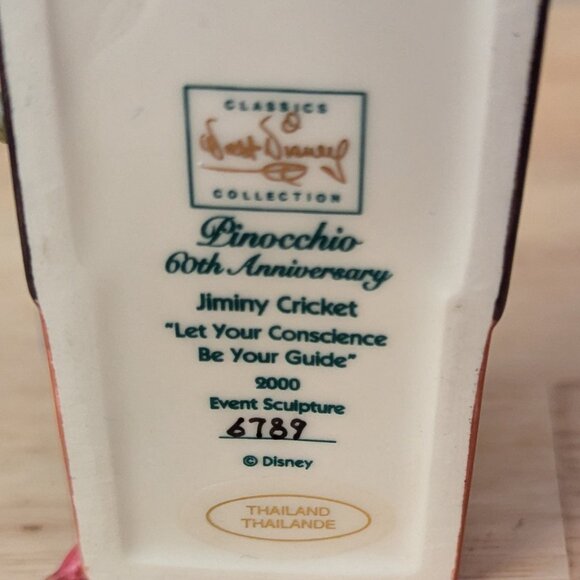 CLASSICS
Walt Disney
COLLECTION
Pinocchio
60th Anniversary
Jiminy Cricket
"Let Your Conscience
Be Your Guide"
2000
Event Sculpture
6789
© Disney
THAILAND
THAILANDE